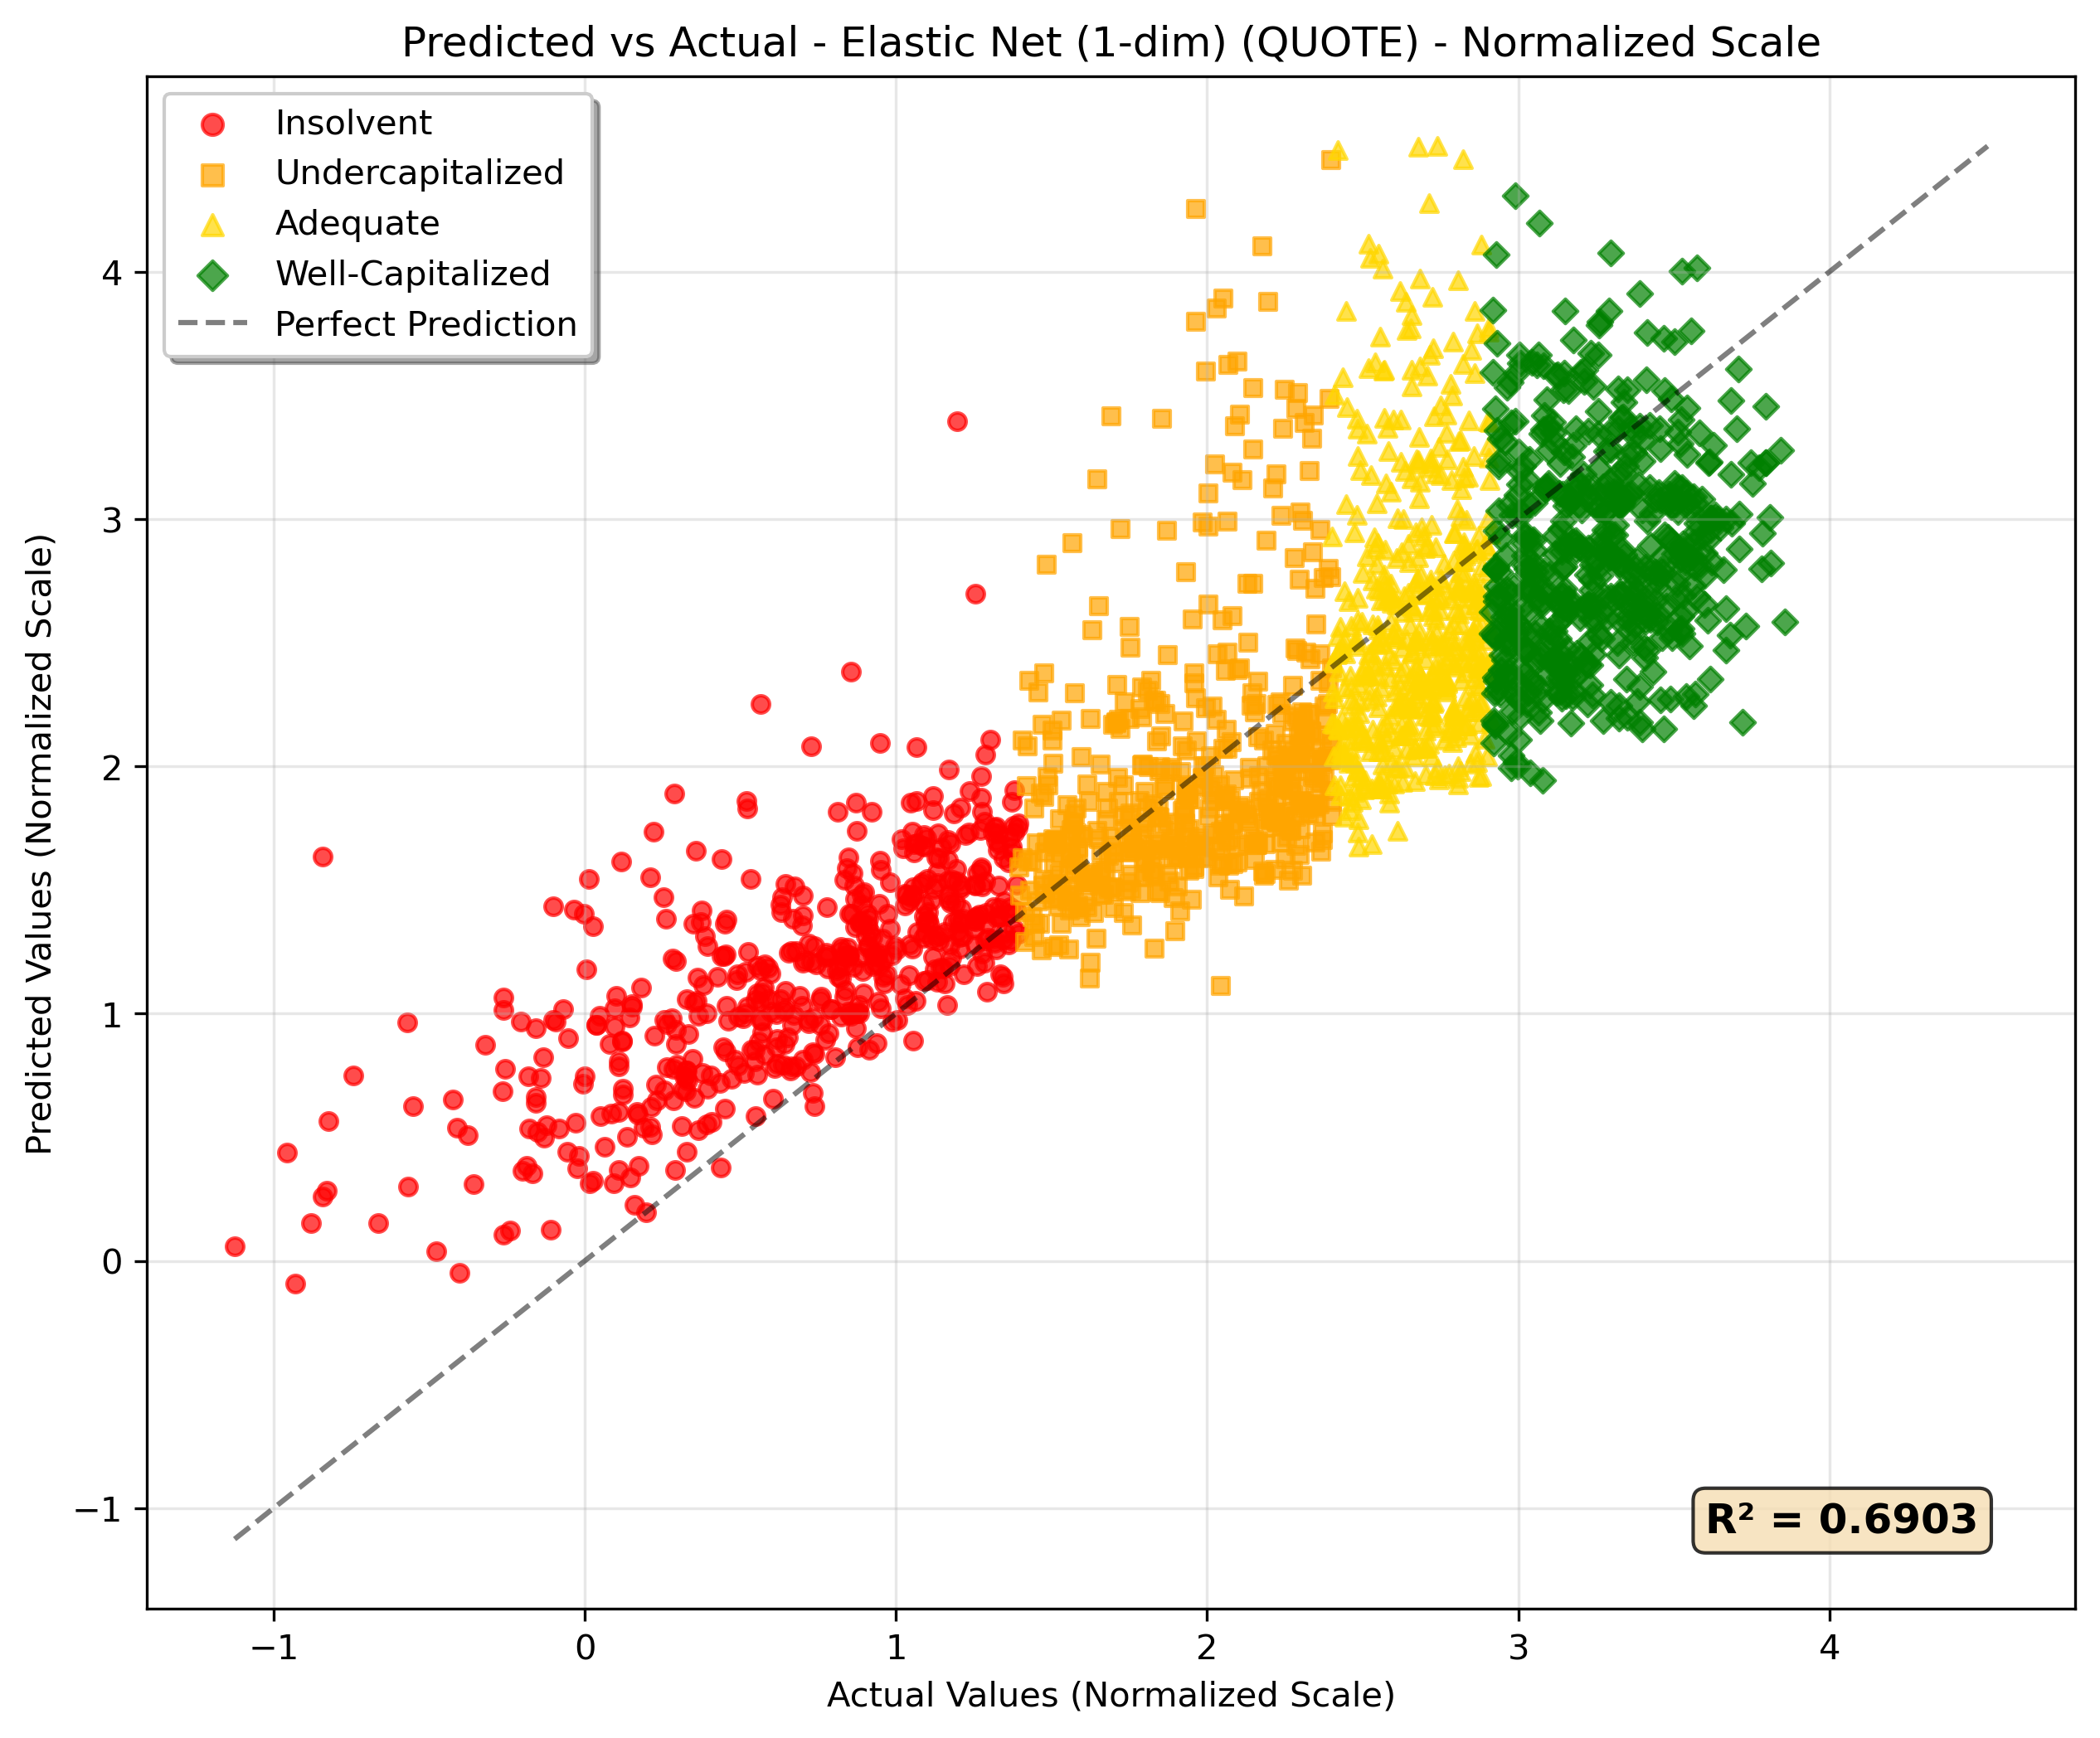 Predicted vs Actual - Elastic Net (1-dim) (QUOTE) - Normalized Scale
Insolvent
Undercapitalized
Adequate
Well-Capitalized
Perfect Prediction
Predicted Values (Normalized Scale)
4
3
2
1
0
−1
R² = 0.6903
−1 0 1 2 3 4
Actual Values (Normalized Scale)